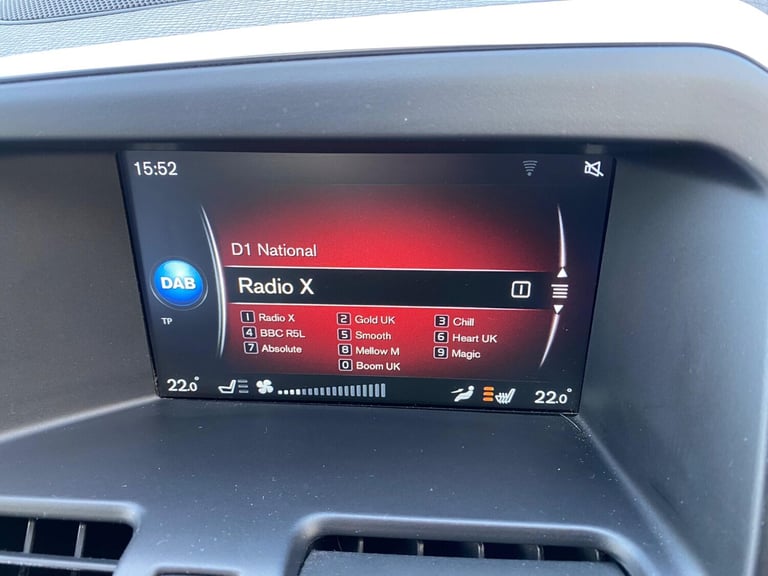 15:52
D1 National
DAB
Radio X 1
TP
1 Radio X 2 Gold UK 3 Chill
4 BBC R5L 5 Smooth 6 Heart UK
7 Absolute 8 Mellow M 9 Magic
0 Boom UK
22.0° 22.0°